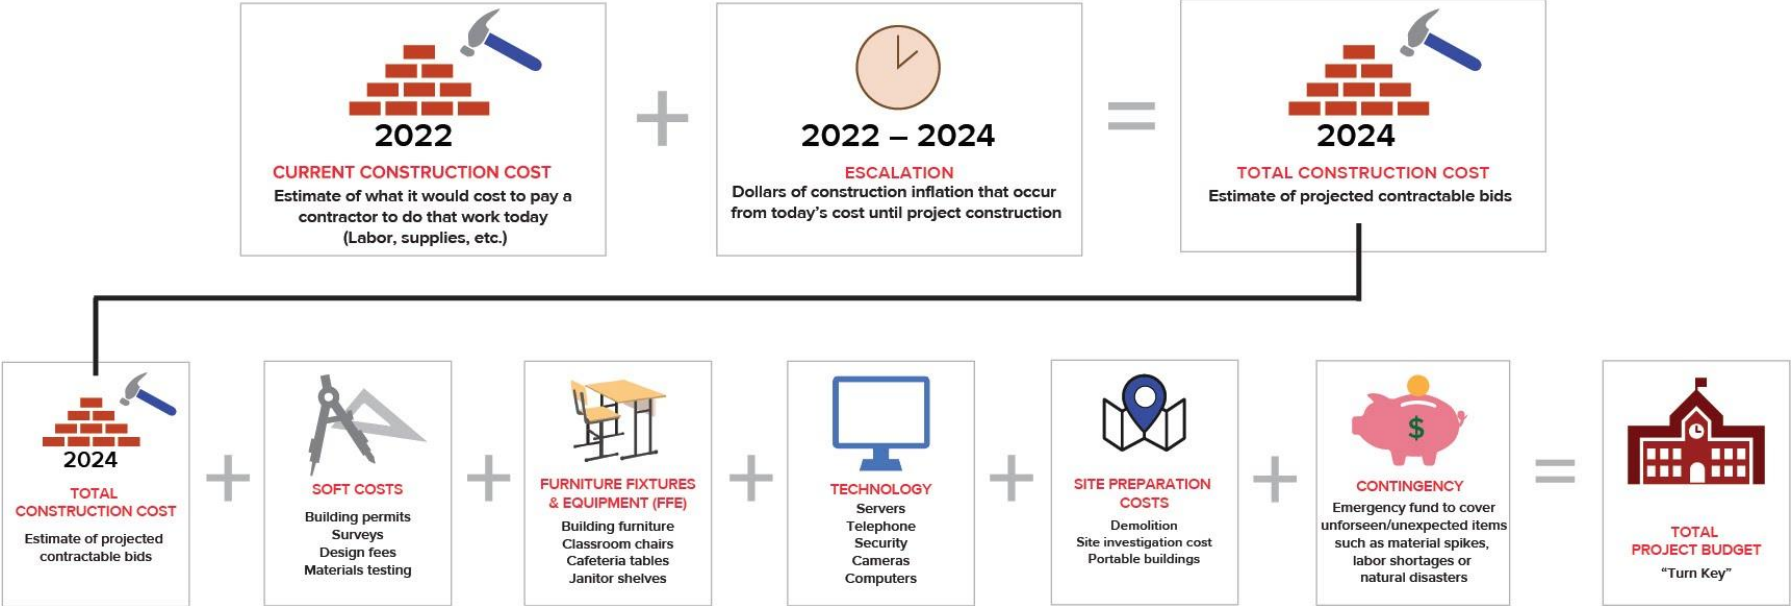 2022
CURRENT CONSTRUCTION COST
Estimate of what it would cost to pay a
contractor to do that work today
(Labor, supplies, etc.)
+
2022 – 2024
ESCALATION
Dollars of construction inflation that occur
from today's cost until project construction
=
2024
TOTAL CONSTRUCTION COST
Estimate of projected contractable bids
2024
TOTAL
CONSTRUCTION COST
Estimate of projected
contractable bids
+
SOFT COSTS
Building permits
Surveys
Design fees
Materials testing
+
FURNITURE FIXTURES
& EQUIPMENT (FFE)
Building furniture
Classroom chairs
Cafeteria tables
Janitor shelves
+
TECHNOLOGY
Servers
Telephone
Security
Cameras
Computers
+
SITE PREPARATION
COSTS
Demolition
Site investigation cost
Portable buildings
+
$
CONTINGENCY
Emergency fund to cover
unforseen/unexpected items
such as material spikes,
labor shortages or
natural disasters
=
TOTAL
PROJECT BUDGET
“Turn Key”